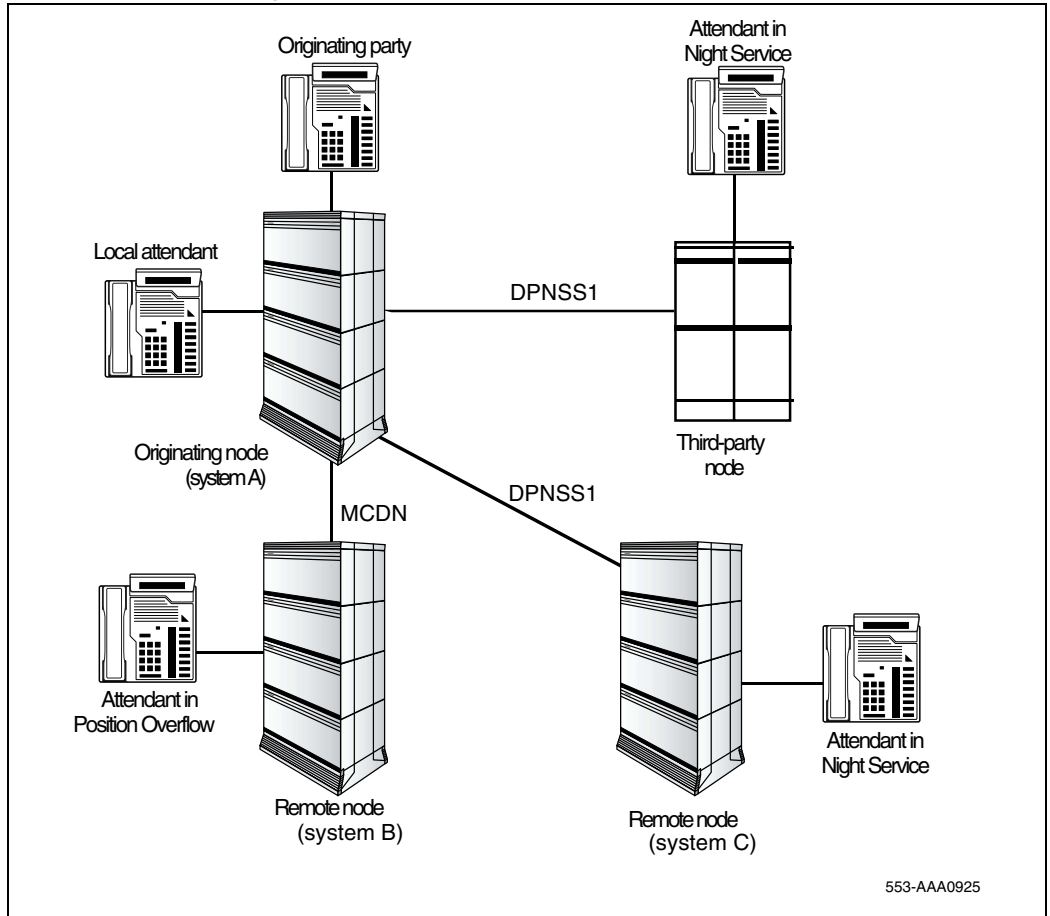 Originating party
Attendant in
Night Service
Local attendant
DPNSS1
Originating node
(system A)
Third-party
node
DPNSS1
MCDN
Attendant in
Position Overflow
Attendant in
Night Service
Remote node
(system B)
Remote node
(system C)
553-AAA0925